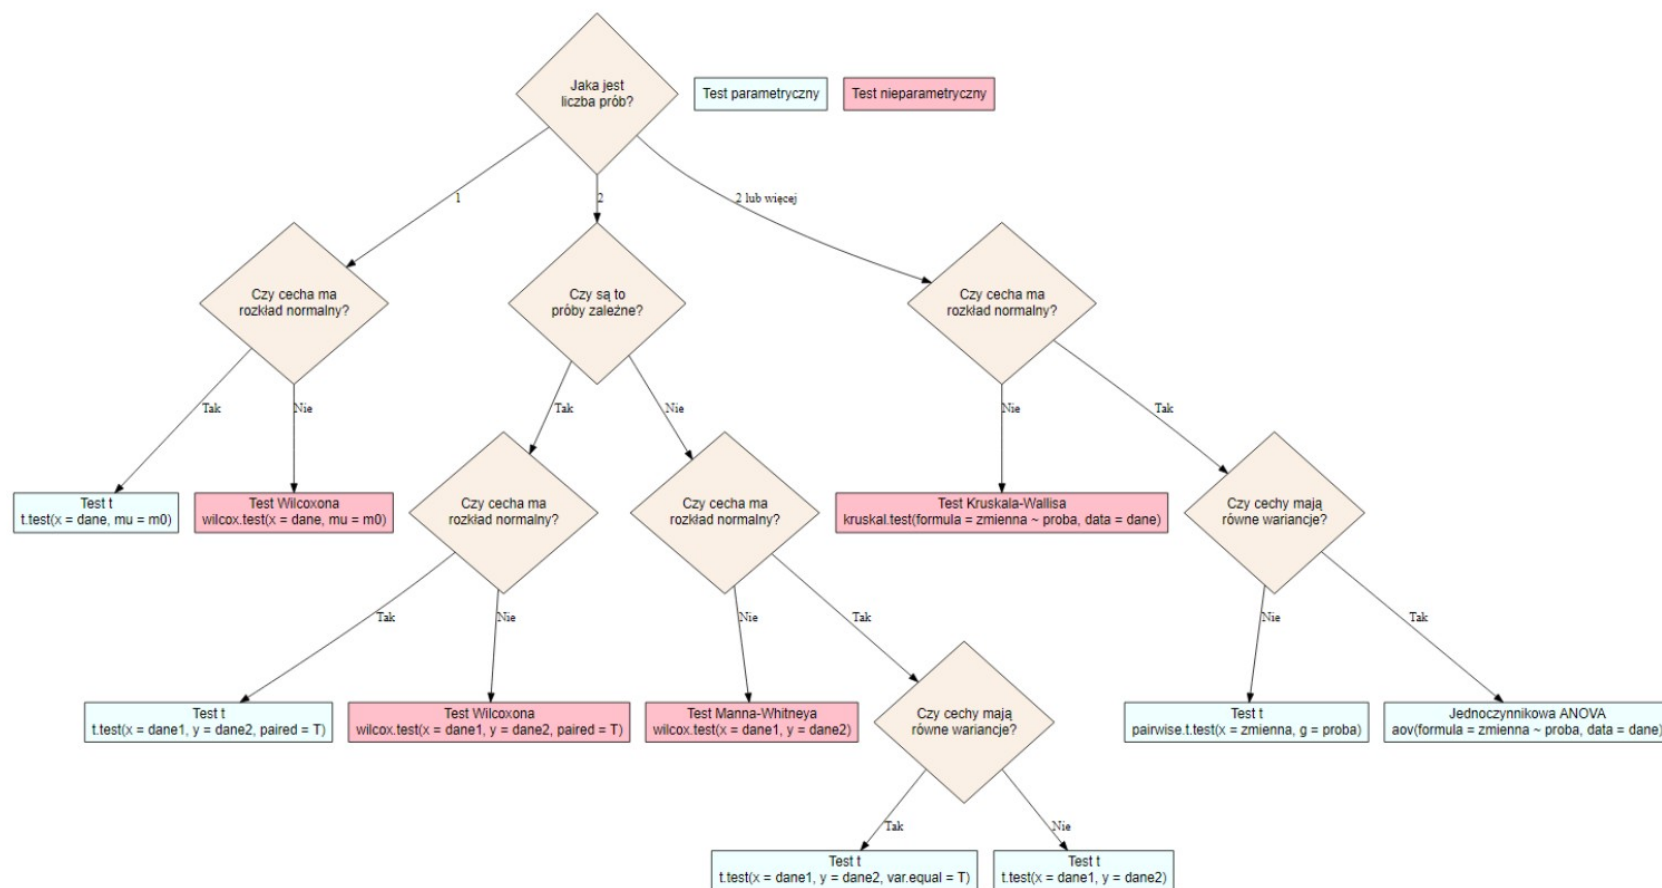 Jaka jest
liczba prób?
Test parametryczny
Test nieparametryczny
1
2
2 lub więcej
Czy cecha ma
rozkład normalny?
Czy są to
próby zależne?
Czy cecha ma
rozkład normalny?
Tak
Nie
Tak
Nie
Nie
Tak
Test t
t.test(x = dane, mu = m0)
Test Wilcoxona
wilcox.test(x = dane, mu = m0)
Czy cecha ma
rozkład normalny?
Czy cecha ma
rozkład normalny?
Test Kruskala-Wallisa
kruskal.test(formula = zmienna ~ proba, data = dane)
Czy cechy mają
równe wariancje?
Tak
Nie
Nie
Tak
Nie
Tak
Test t
t.test(x = dane1, y = dane2, paired = T)
Test Wilcoxona
wilcox.test(x = dane1, y = dane2, paired = T)
Test Manna-Whitneya
wilcox.test(x = dane1, y = dane2)
Czy cechy mają
równe wariancje?
Test t
pairwise.t.test(x = zmienna, g = proba)
Jednoczynnikowa ANOVA
aov(formula = zmienna ~ proba, data = dane)
Tak
Nie
Test t
t.test(x = dane1, y = dane2, var.equal = T)
Test t
t.test(x = dane1, y = dane2)